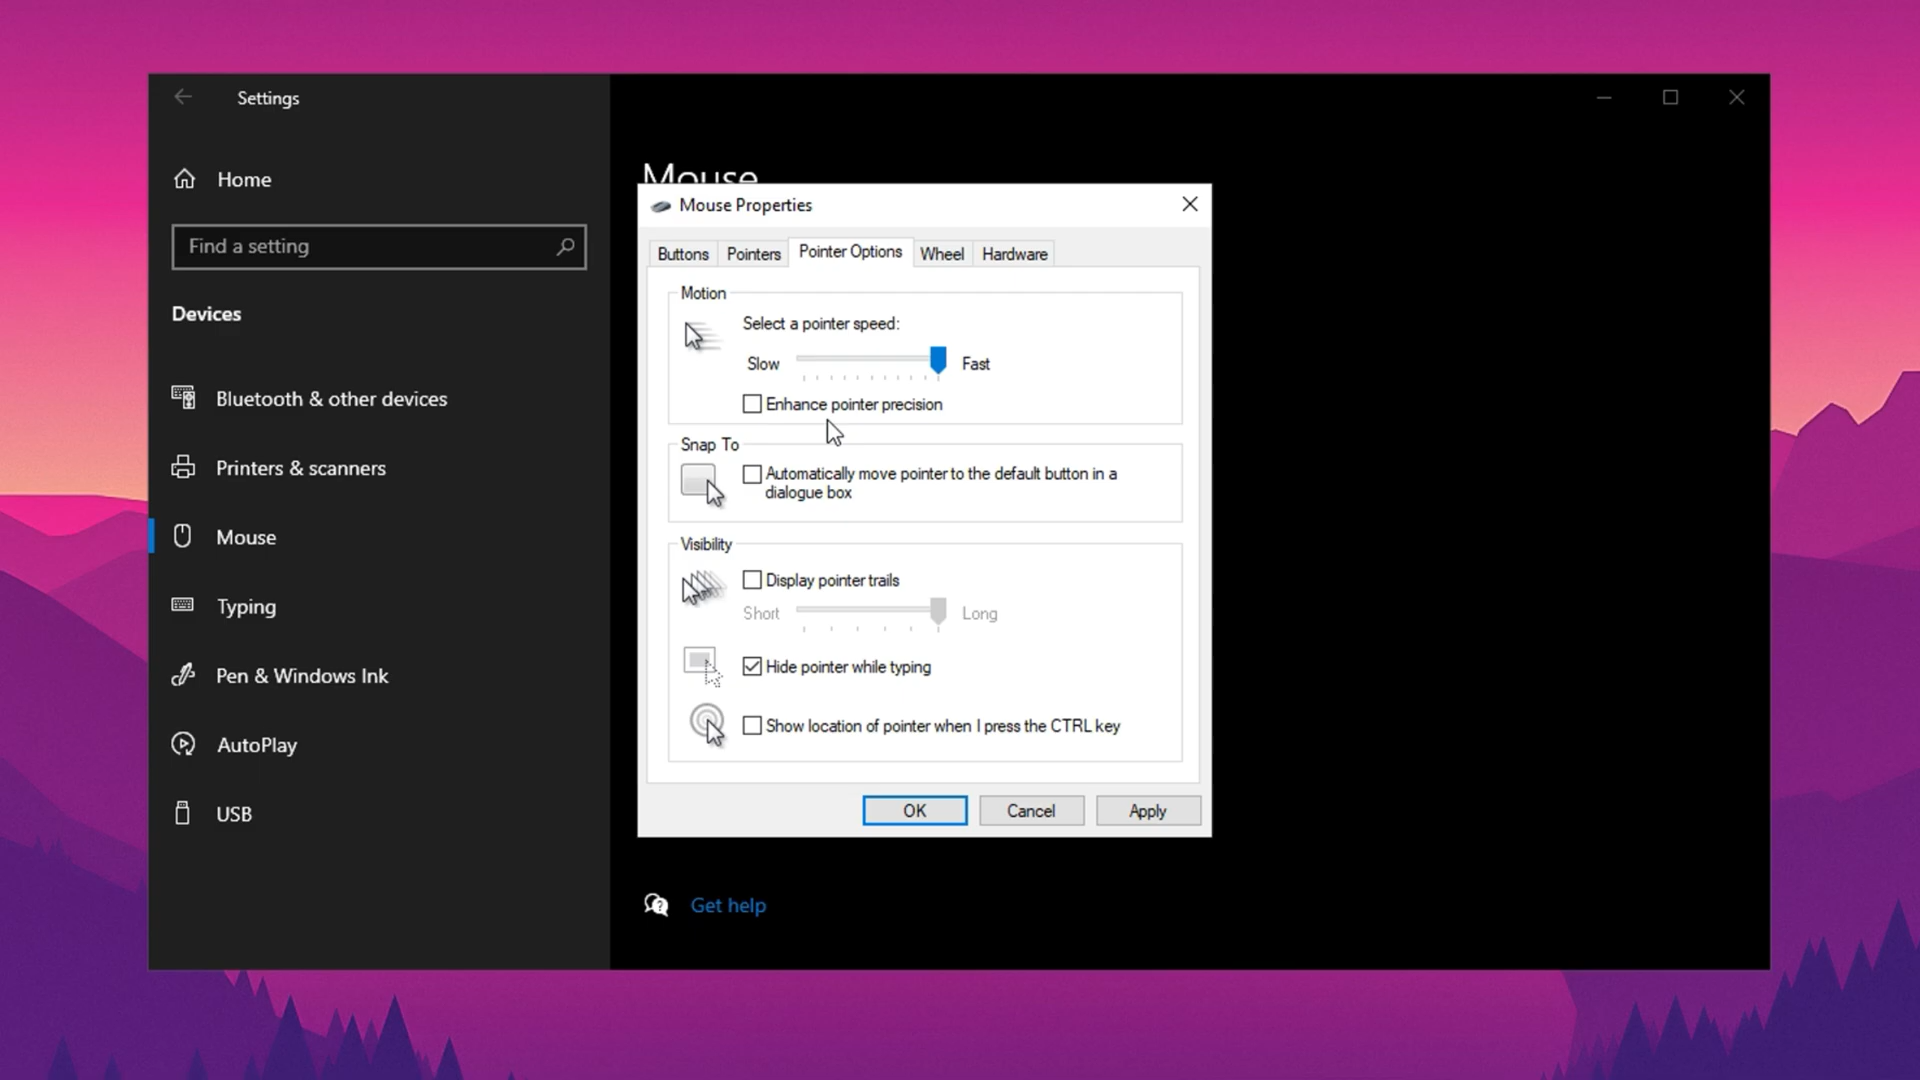 Settings
Home
Find a setting
Devices
Bluetooth & other devices
Printers & scanners
Mouse
Typing
Pen & Windows Ink
AutoPlay
USB
Mouse
Mouse Properties
Buttons Pointers Pointer Options Wheel Hardware
Motion
Select a pointer speed:
Slow Fast
Enhance pointer precision
Snap To
Automatically move pointer to the default button in a
dialogue box
Visibility
Display pointer trails
Short Long
Hide pointer while typing
Show location of pointer when I press the CTRL key
OK Cancel Apply
Get help